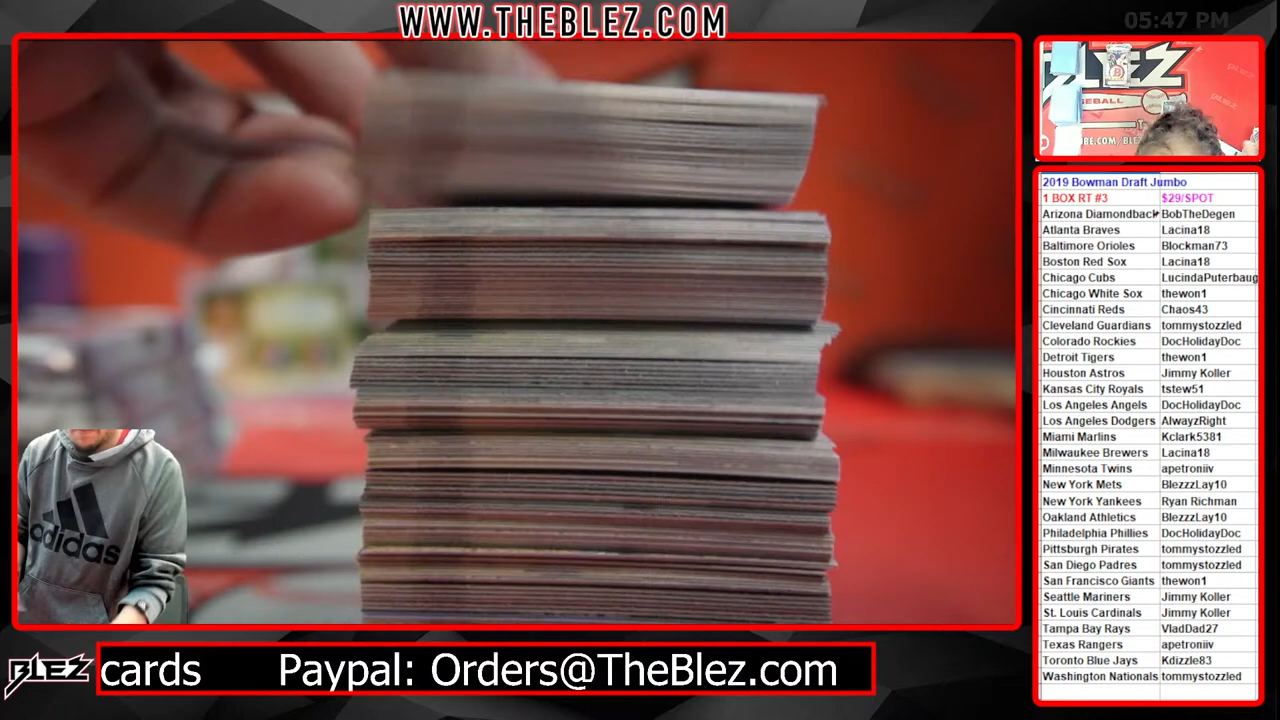 WWW.THEBLEZ.COM
05:47 PM
BLEZ
BASEBALL
2019 Bowman Draft Jumbo
1 BOX RT #3 $29/SPOT
Arizona Diamondback BobTheDegen
Atlanta Braves Lacina18
Baltimore Orioles Blockman73
Boston Red Sox Lacina18
Chicago Cubs LucindaPuterbaug
Chicago White Sox thewon1
Cincinnati Reds Chaos43
Cleveland Guardians tommystozzled
Colorado Rockies DocHolidayDoc
Detroit Tigers thewon1
Houston Astros Jimmy Koller
Kansas City Royals tstew51
Los Angeles Angels DocHolidayDoc
Los Angeles Dodgers AlwayzRight
Miami Marlins Kclark5381
Milwaukee Brewers Lacina18
Minnesota Twins apetroniiv
New York Mets BlezzzLay10
New York Yankees Ryan Richman
Oakland Athletics BlezzzLay10
Philadelphia Phillies DocHolidayDoc
Pittsburgh Pirates tommystozzled
San Diego Padres tommystozzled
San Francisco Giants thewon1
Seattle Mariners Jimmy Koller
St. Louis Cardinals Jimmy Koller
Tampa Bay Rays VladDad27
Texas Rangers apetroniiv
Toronto Blue Jays Kdizzle83
Washington Nationals tommystozzled
adidas
BLEZ cards Paypal: Orders@TheBlez.com